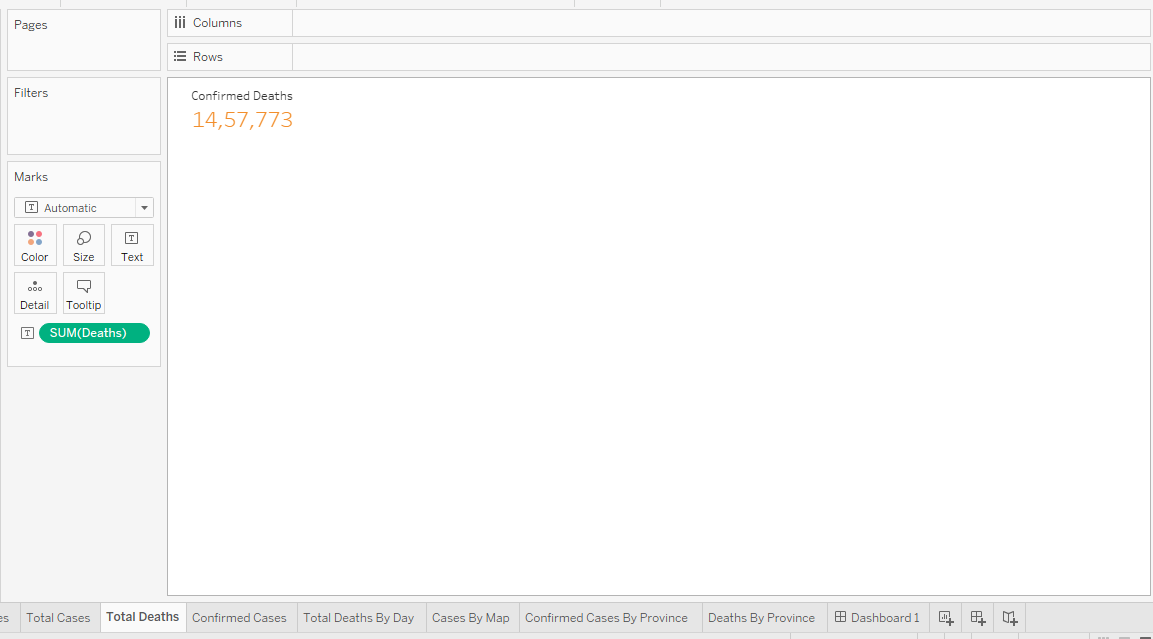 Pages
Columns
Rows
Filters
Confirmed Deaths
14,57,773
Marks
T Automatic
Color Size Text
Detail Tooltip
T SUM(Deaths)
es Total Cases Total Deaths Confirmed Cases Total Deaths By Day Cases By Map Confirmed Cases By Province Deaths By Province Dashboard 1